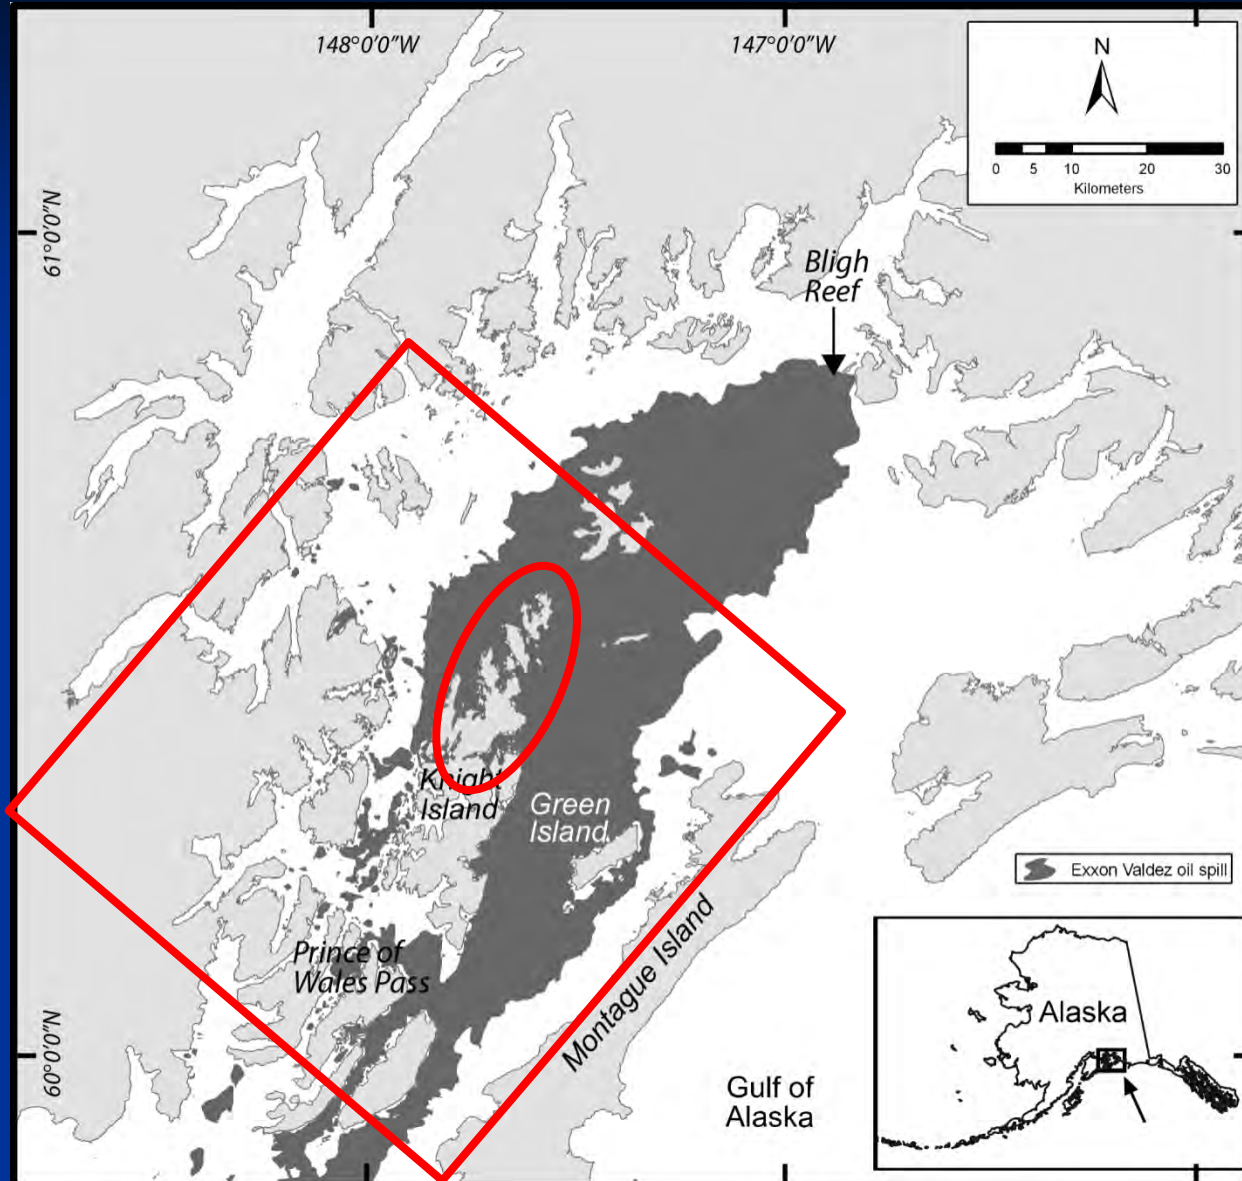 148°0'0"W
147°0'0"W
N
0 5 10 20 30
Kilometers
61°0'0"N
Bligh
Reef
Knight
Island
Green
Island
Exxon Valdez oil spill
Prince of
Wales Pass
Montague Island
Alaska
60°0'0"N
Gulf of
Alaska